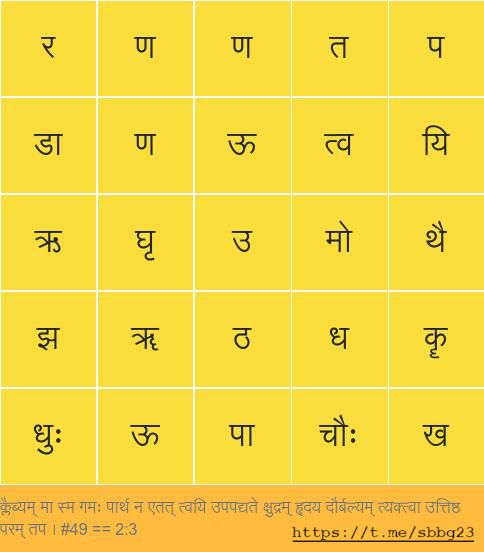 र ण ण त प
डा ण ऊ त्व यि
ऋ घृ उ मो थै
झ ॠ ठ ध कॄ
धुः ऊ पा चौः ख
क्लैब्यम् मा स्म गमः पार्थ न एतत् त्वयि उपपद्यते क्षुद्रम् हृदय दौर्बल्यम् त्यक्त्वा उत्तिष्ठ
परम् तप । #49 == 2:3
https://t.me/sbbg23